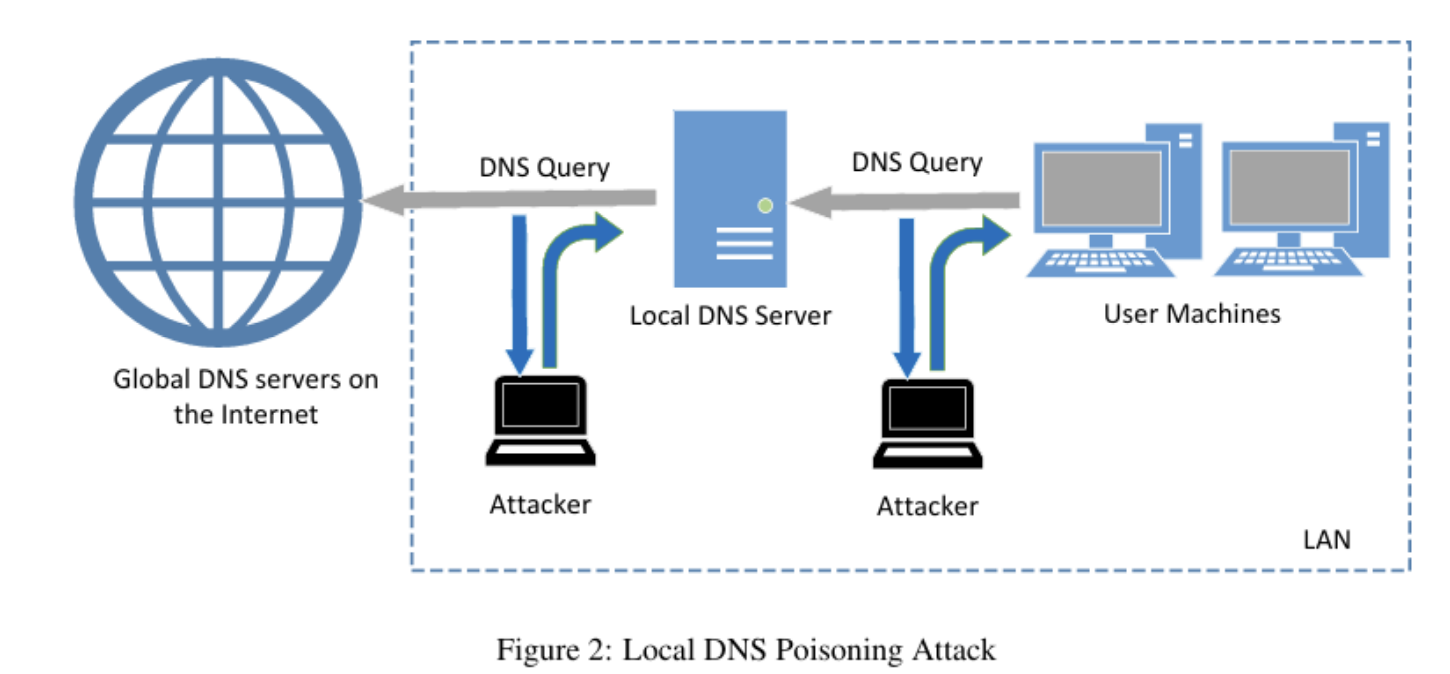 DNS Query
DNS Query
Local DNS Server
User Machines
Global DNS servers on
the Internet
Attacker
Attacker
LAN
Figure 2: Local DNS Poisoning Attack